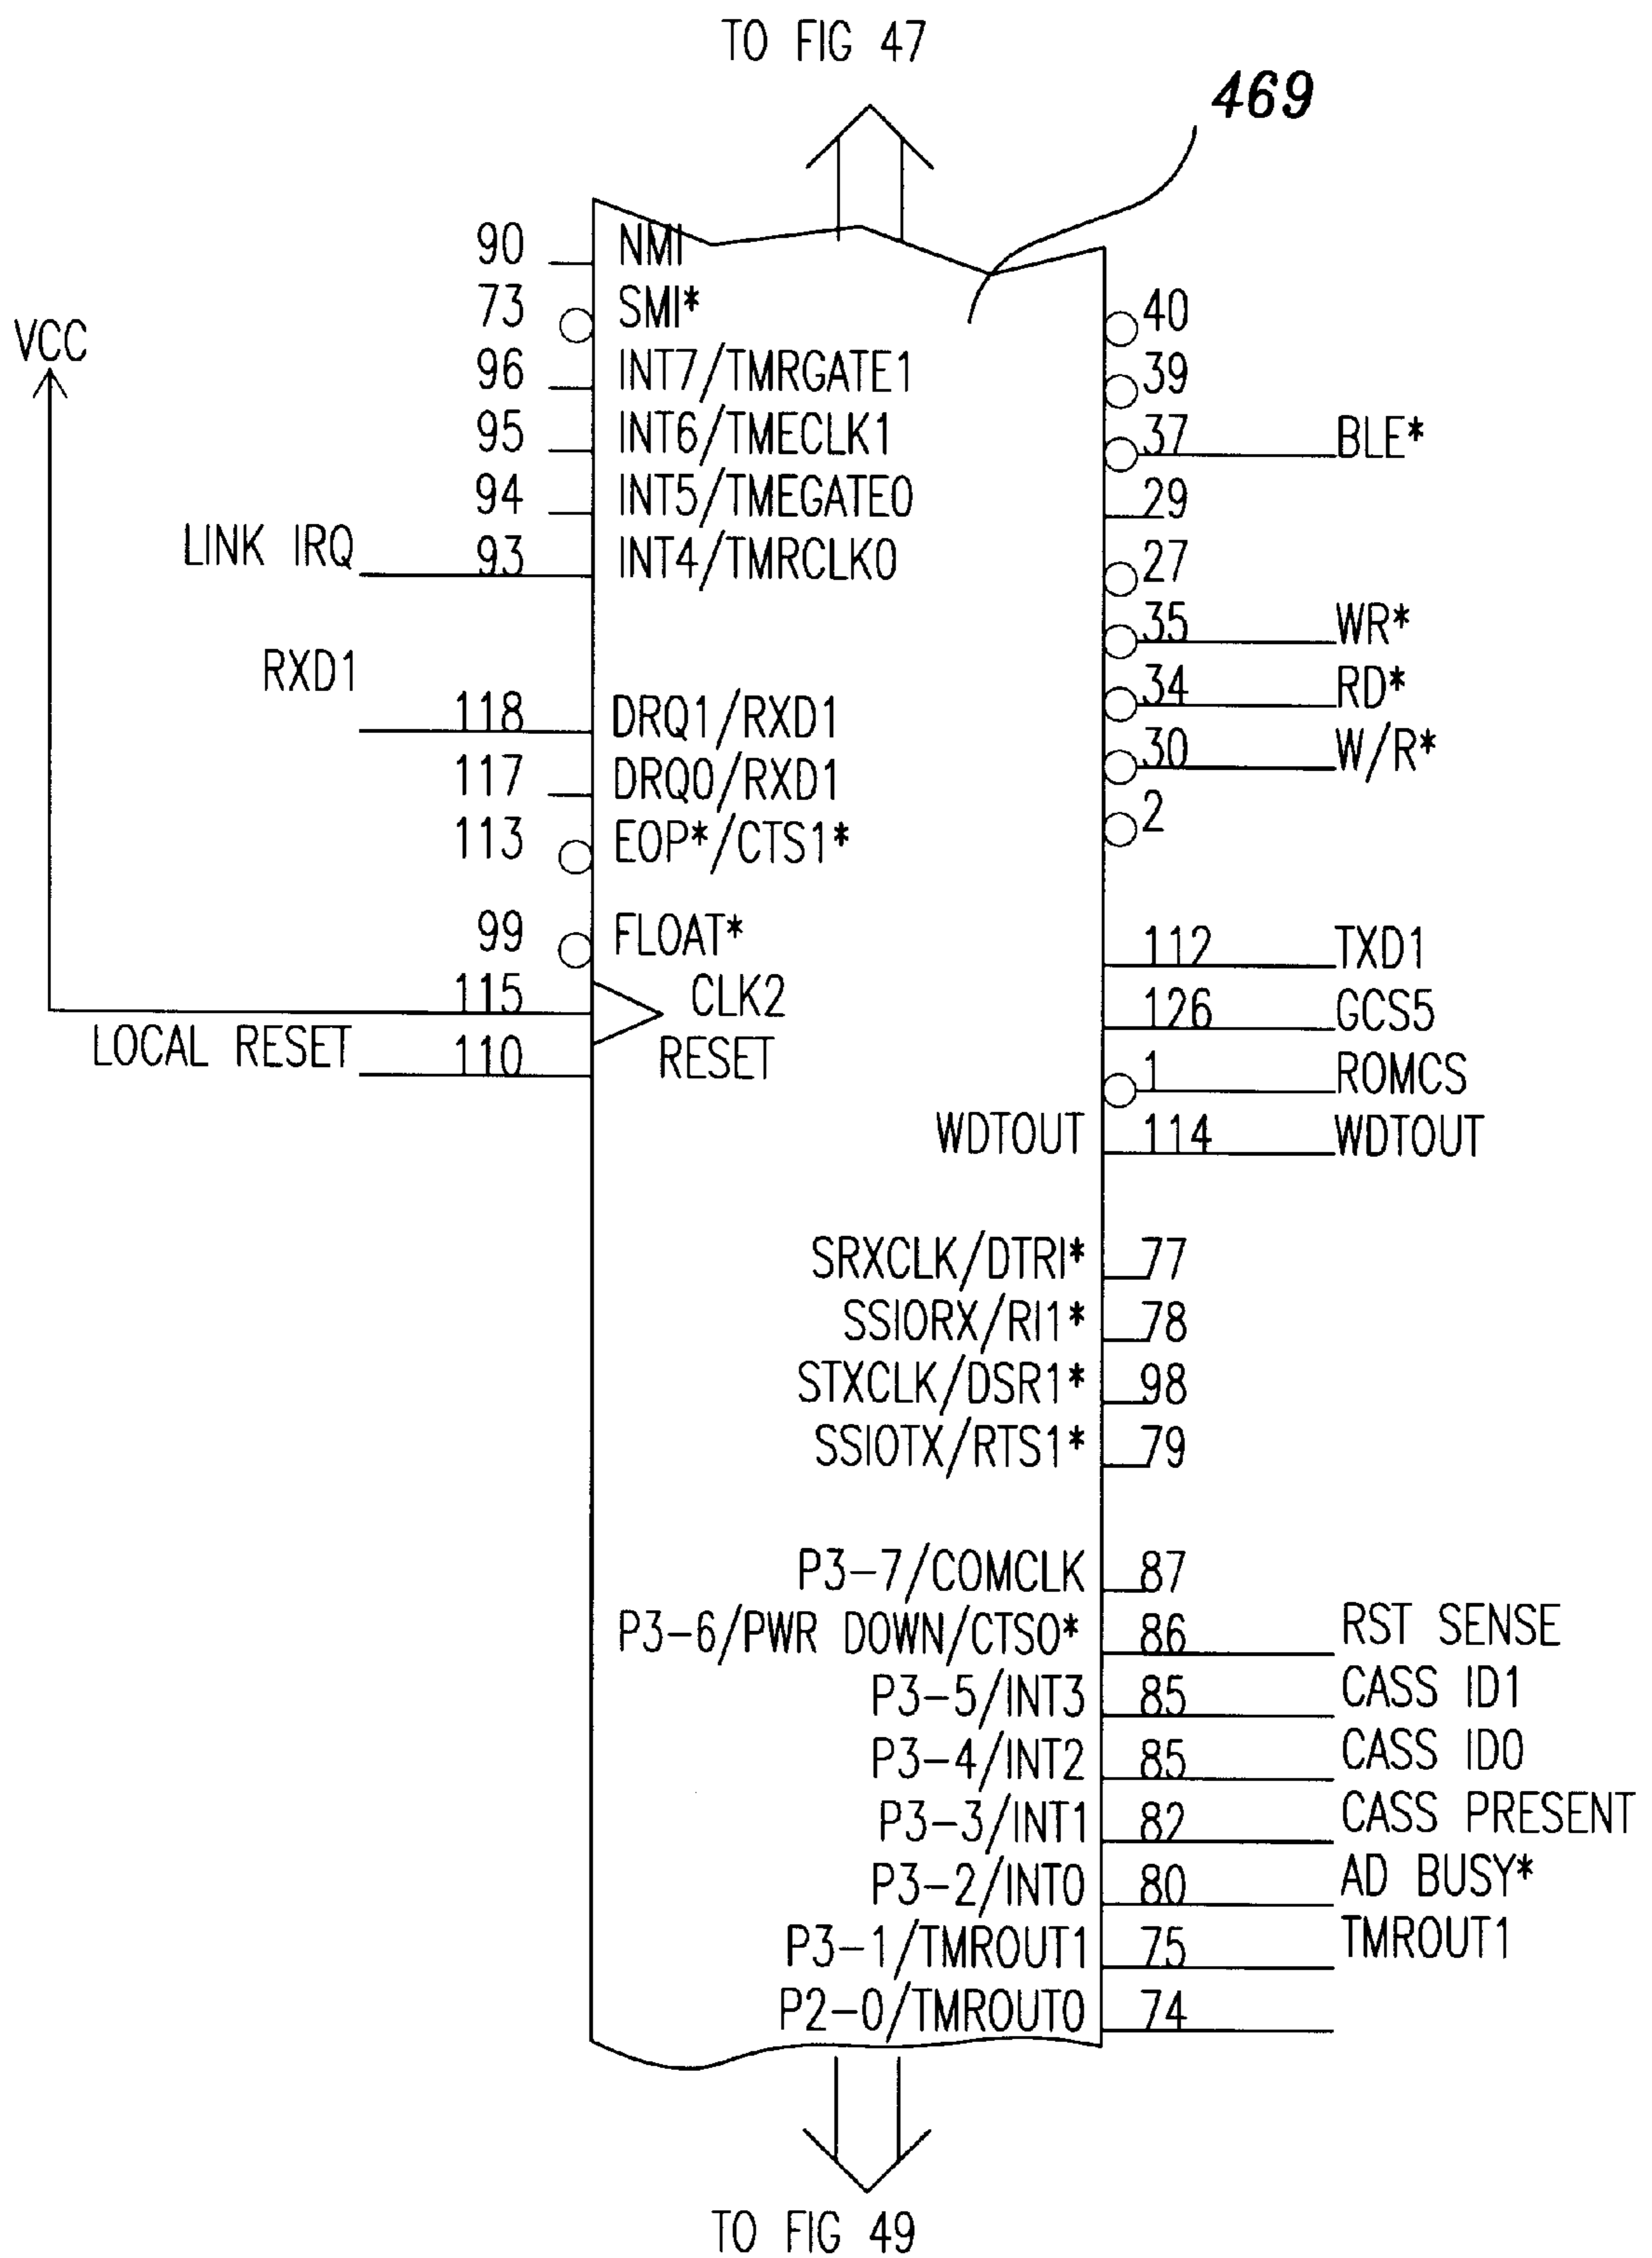 TO FIG 47
469
90 NMI
73 SMI* 40
VCC
96 INT7/TMRGATE1 39
95 INT6/TMECLK1 37 BLE*
94 INT5/TMEGATE0 29
LINK IRQ 93 INT4/TMRCLK0 27
35 WR*
RXD1
118 DRQ1/RXD1 34 RD*
117 DRQ0/RXD1 30 W/R*
113 EOP*/CTS1* 2
99 FLOAT* 112 TXD1
115 CLK2 126 GCS5
LOCAL RESET 110 RESET 1 ROMCS
WDTOUT 114 WDTOUT
SRXCLK/DTRI* 77
SSIORX/RI1* 78
STXCLK/DSR1* 98
SSIOTX/RTS1* 79
P3-7/COMCLK 87
P3-6/PWR DOWN/CTS0* 86 RST SENSE
P3-5/INT3 85 CASS ID1
P3-4/INT2 85 CASS ID0
P3-3/INT1 82 CASS PRESENT
P3-2/INT0 80 AD BUSY*
P3-1/TMROUT1 75 TMROUT1
P2-0/TMROUT0 74
TO FIG 49